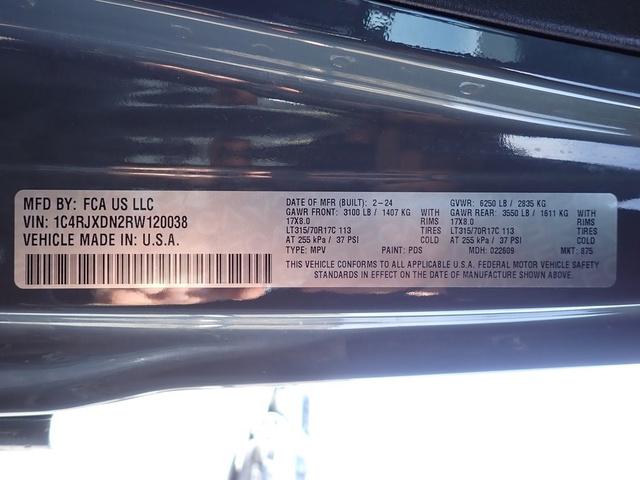 MFD BY: FCA US LLC
VIN: 1C4RJXDN2RW120038
VEHICLE MADE IN: U.S.A.
DATE OF MFR (BUILT): 2-24
GAWR FRONT: 3100 LB / 1407 KG WITH
17X8.0 RIMS
LT315/70R17C 113 TIRES
AT 255 kPa / 37 PSI COLD
TYPE: MPV PAINT: PDS
GVWR: 6250 LB / 2835 KG
GAWR REAR: 3550 LB / 1611 KG WITH
17X8.0 RIMS
LT315/70R17C 113 TIRES
AT 255 kPa / 37 PSI COLD
MDH: 022609 MKT: 875
THIS VEHICLE CONFORMS TO ALL APPLICABLE U.S.A. FEDERAL MOTOR VEHICLE SAFETY
STANDARDS IN EFFECT ON THE DATE OF MANUFACTURE SHOWN ABOVE.